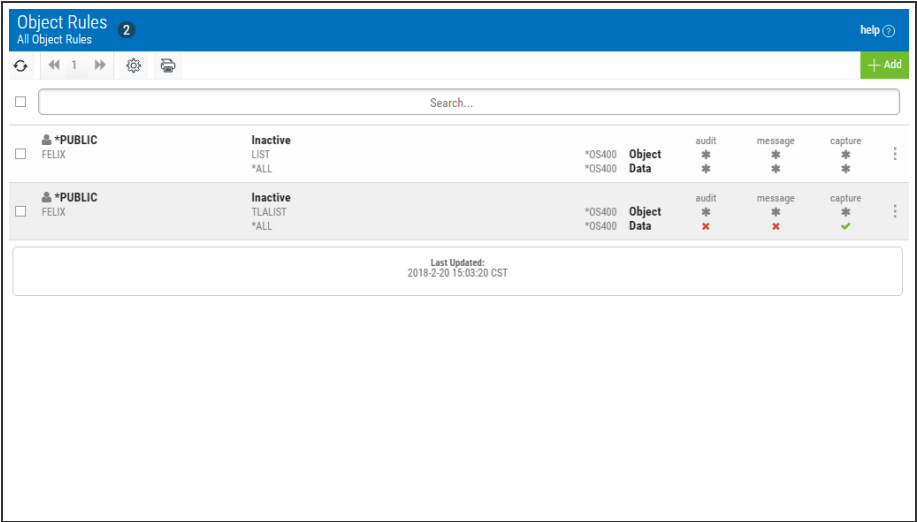 Object Rules 2
All Object Rules
help ?
1
+ Add
Search...
*PUBLIC Inactive audit message capture
FELIX LIST *OS400 Object * * *
*ALL *OS400 Data * * *
*PUBLIC Inactive audit message capture
FELIX TLALIST *OS400 Object * * *
*ALL *OS400 Data
Last Updated:
2018-2-20 15:03:20 CST